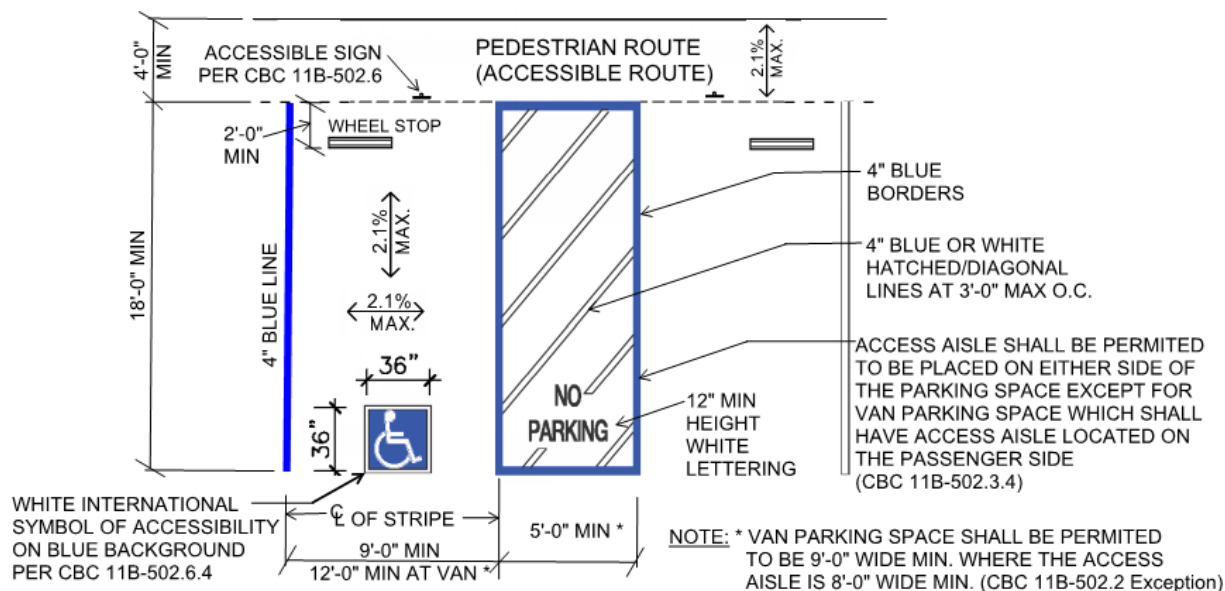 4'-0"
MIN
ACCESSIBLE SIGN
PER CBC 11B-502.6
PEDESTRIAN ROUTE
(ACCESSIBLE ROUTE)
2.1%
MAX.
2'-0"
MIN
WHEEL STOP
18'-0" MIN
4" BLUE LINE
2.1%
MAX.
2.1%
MAX.
36”
36”
NO
PARKING
12" MIN
HEIGHT
WHITE
LETTERING
4" BLUE
BORDERS
4" BLUE OR WHITE
HATCHED/DIAGONAL
LINES AT 3'-0" MAX O.C.
ACCESS AISLE SHALL BE PERMITTED
TO BE PLACED ON EITHER SIDE OF
THE PARKING SPACE EXCEPT FOR
VAN PARKING SPACE WHICH SHALL
HAVE ACCESS AISLE LOCATED ON
THE PASSENGER SIDE
(CBC 11B-502.3.4)
WHITE INTERNATIONAL
SYMBOL OF ACCESSIBILITY
ON BLUE BACKGROUND
PER CBC 11B-502.6.4
℄ OF STRIPE
9'-0" MIN
12'-0" MIN AT VAN *
5'-0" MIN *
NOTE: * VAN PARKING SPACE SHALL BE PERMITTED
TO BE 9'-0" WIDE MIN. WHERE THE ACCESS
AISLE IS 8'-0" WIDE MIN. (CBC 11B-502.2 Exception)